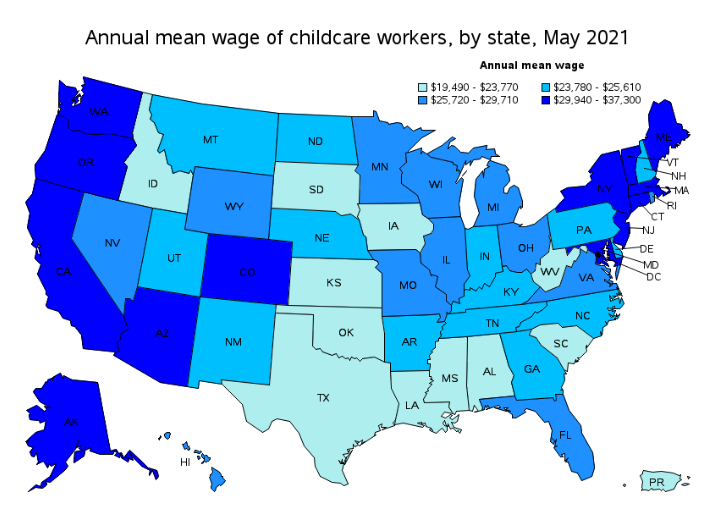 Annual mean wage of childcare workers, by state, May 2021
Annual mean wage
$19,490 - $23,770 $23,780 - $25,610
$25,720 - $29,710 $29,940 - $37,300
WA
ME
MT
ND
OR
MN
VT
ID
WI
NH
SD
NY
MA
WY
MI
RI
CT
IA
NJ
PA
NE
NV
OH
DE
IL
IN
UT
MD
CA
CO
WV
DC
KS
MO
VA
KY
NC
TN
AZ
OK
NM
AR
SC
MS
AL
GA
TX
LA
AK
FL
HI
PR